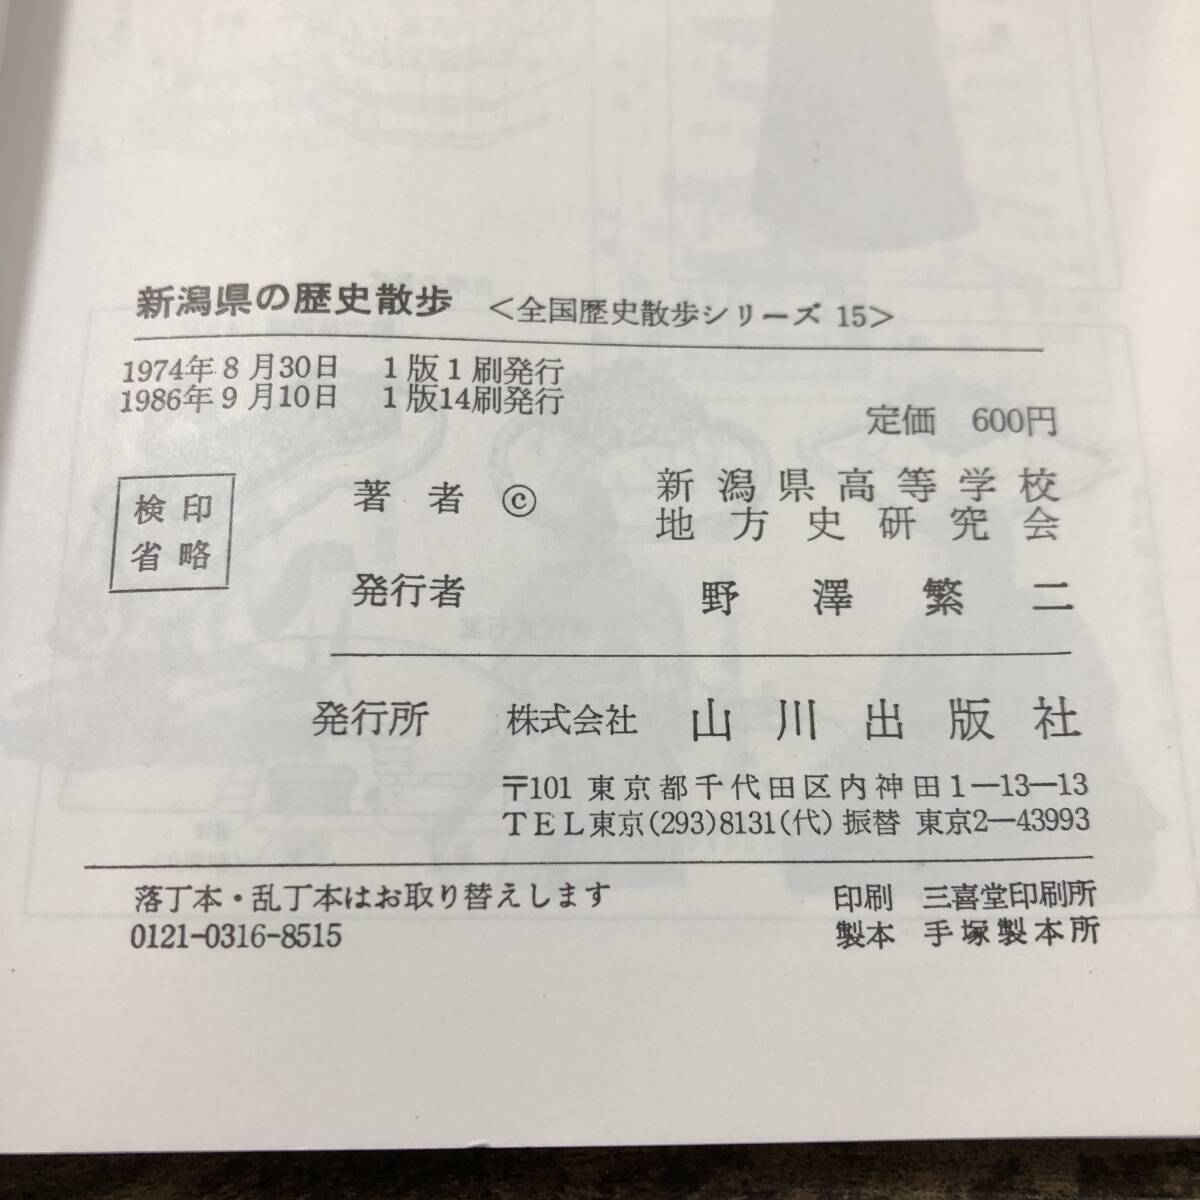 新潟県の歴史散歩　＜全国歴史散歩シリーズ 15＞
1974年8月30日　1版1刷発行
1986年9月10日　1版14刷発行
定価　600円
検印
省略
著者 ©　新潟県高等学校
地方史研究会
発行者　野澤繁二
発行所　株式会社　山川出版社
〒101 東京都千代田区内神田1―13―13
TEL東京(293)8131(代) 振替 東京2―43993
落丁本・乱丁本はお取り替えします
0121-0316-8515
印刷　三喜堂印刷所
製本　手塚製本所